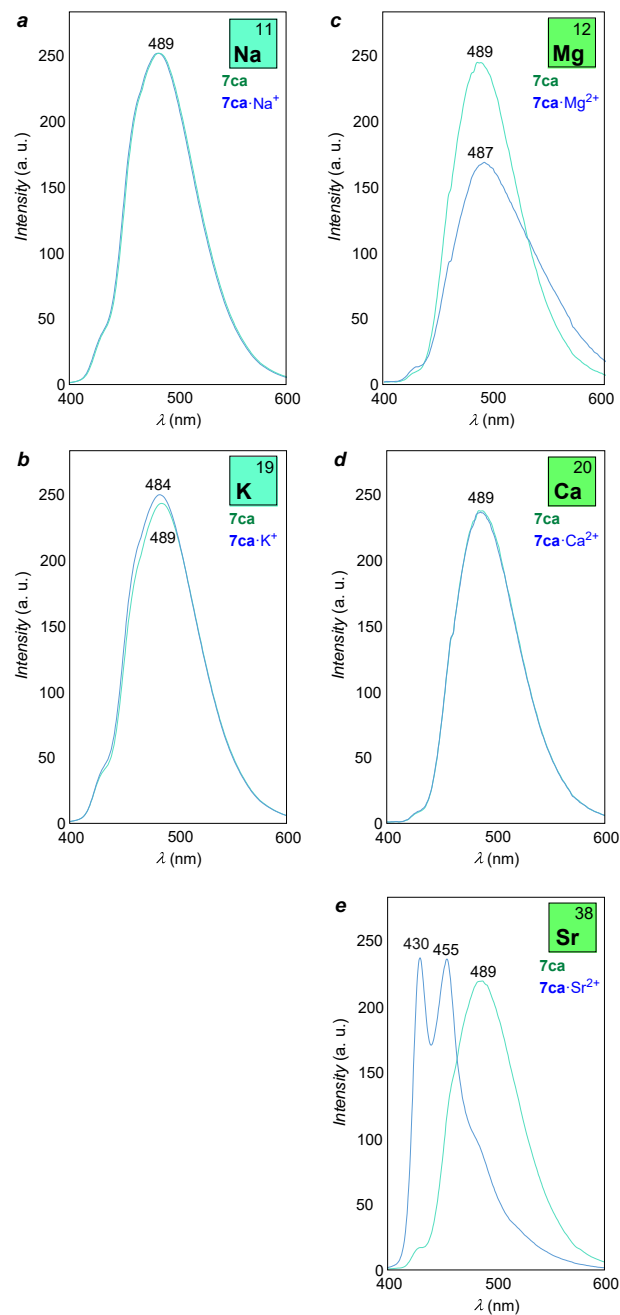 a
11
Na
489
7ca
7ca·Na⁺
250
200
150
100
50
0
Intensity (a. u.)
400
500
600
λ (nm)
c
12
Mg
489
7ca
7ca·Mg²⁺
487
250
200
150
100
50
0
Intensity (a. u.)
400
500
600
λ (nm)
b
19
K
484
7ca
7ca·K⁺
489
250
200
150
100
50
0
Intensity (a. u.)
400
500
600
λ (nm)
d
20
Ca
489
7ca
7ca·Ca²⁺
250
200
150
100
50
0
Intensity (a. u.)
400
500
600
λ (nm)
e
38
Sr
430
455
489
7ca
7ca·Sr²⁺
250
200
150
100
50
0
Intensity (a. u.)
400
500
600
λ (nm)